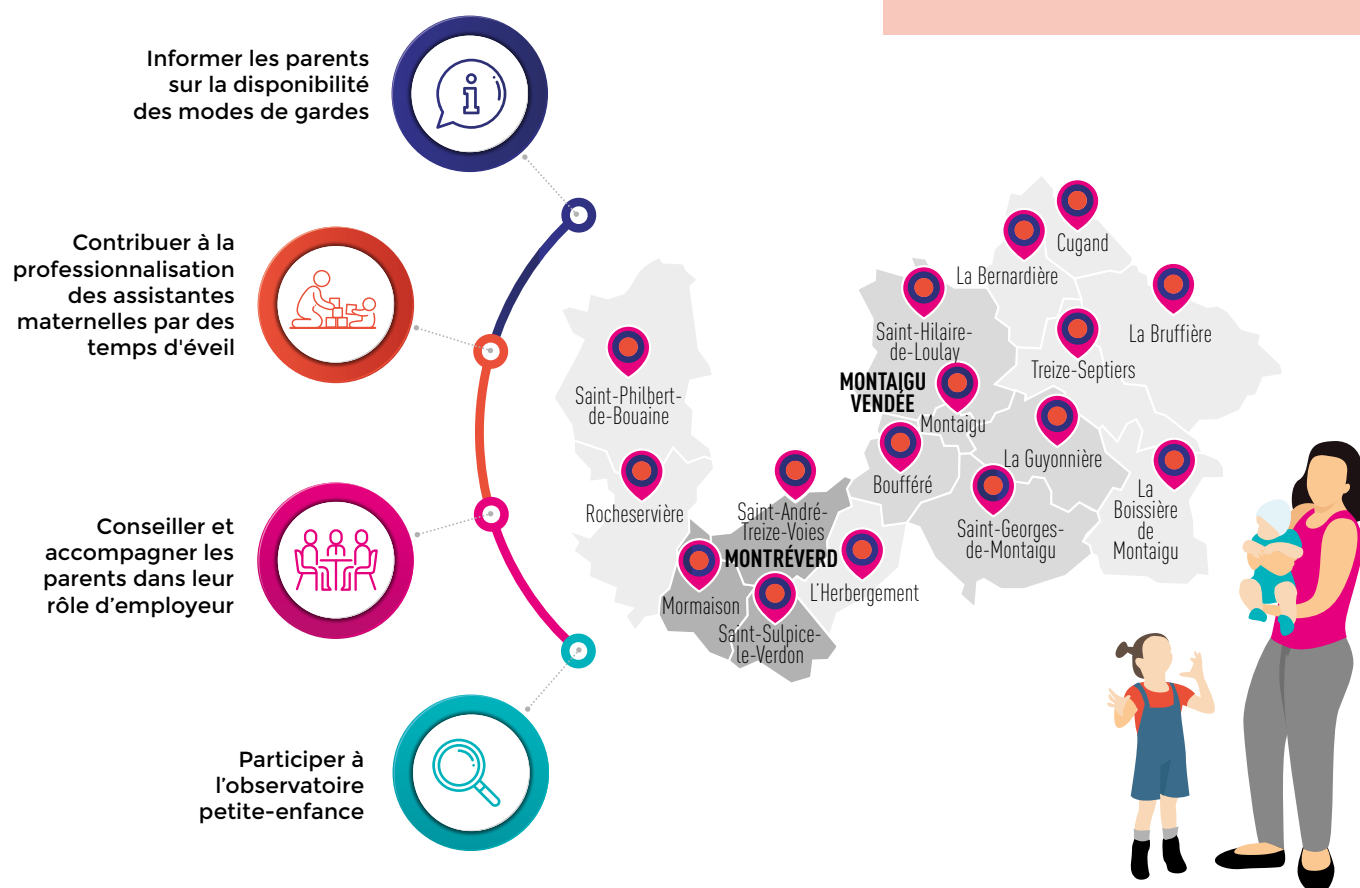 Informer les parents
sur la disponibilité
des modes de gardes
Contribuer à la
professionnalisation
des assistantes
maternelles par des
temps d'éveil
Conseiller et
accompagner les
parents dans leur
rôle d'employeur
Participer à
l'observatoire
petite-enfance
Cugand
La Bernardière
La Bruffière
Saint-Hilaire-
de-Loulay
Treize-Septiers
MONTAIGU
VENDÉE
Montaigu
Saint-Philbert-
de-Bouaine
La Guyonnière
Boufféré
La
Boissière
de
Montaigu
Rocheservière
Saint-André-
Treize-Voies
Saint-Georges-
de-Montaigu
MONTRÉVERD
L'Herbergement
Mormaison
Saint-Sulpice-
le-Verdon